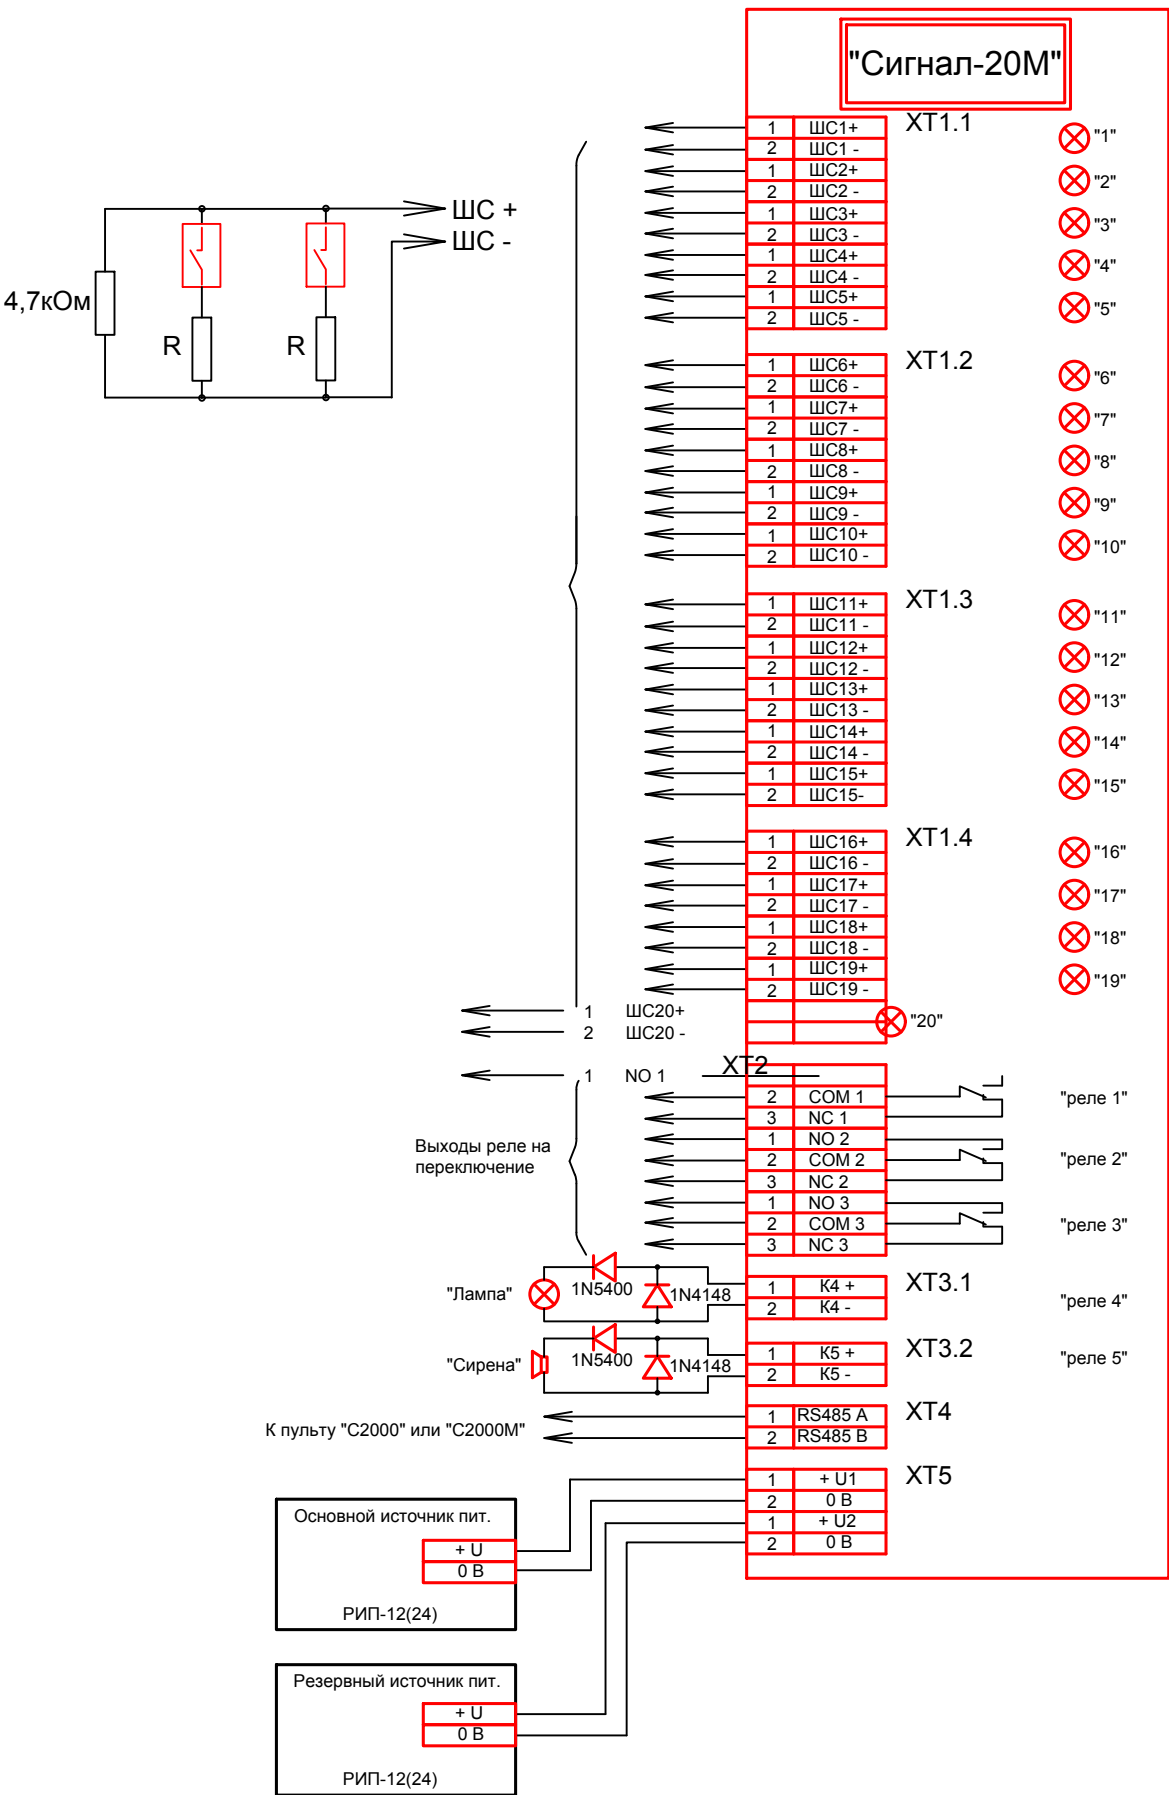 "Сигнал-20М"
ШС +
ШС -
4,7кОм
R
R
XT1.1
1 ШС1+ "1"
2 ШС1 -
1 ШС2+ "2"
2 ШС2 -
1 ШС3+ "3"
2 ШС3 -
1 ШС4+ "4"
2 ШС4 -
1 ШС5+ "5"
2 ШС5 -
XT1.2
1 ШС6+ "6"
2 ШС6 -
1 ШС7+ "7"
2 ШС7 -
1 ШС8+ "8"
2 ШС8 -
1 ШС9+ "9"
2 ШС9 -
1 ШС10+ "10"
2 ШС10 -
XT1.3
1 ШС11+ "11"
2 ШС11 -
1 ШС12+ "12"
2 ШС12 -
1 ШС13+ "13"
2 ШС13 -
1 ШС14+ "14"
2 ШС14 -
1 ШС15+ "15"
2 ШС15-
XT1.4
1 ШС16+ "16"
2 ШС16 -
1 ШС17+ "17"
2 ШС17 -
1 ШС18+ "18"
2 ШС18 -
1 ШС19+ "19"
2 ШС19 -
1 ШС20+ "20"
2 ШС20 -
XT2
1 NO 1
2 COM 1 "реле 1"
3 NC 1
1 NO 2
2 COM 2 "реле 2"
3 NC 2
1 NO 3
2 COM 3 "реле 3"
3 NC 3
Выходы реле на
переключение
"Лампа" 1N5400 1N4148
1 К4 + XT3.1
2 К4 - "реле 4"
"Сирена" 1N5400 1N4148
1 К5 + XT3.2
2 К5 - "реле 5"
К пульту "С2000" или "С2000М"
1 RS485 A XT4
2 RS485 B
1 + U1 XT5
2 0 В
1 + U2
2 0 В
Основной источник пит.
+ U
0 В
РИП-12(24)
Резервный источник пит.
+ U
0 В
РИП-12(24)